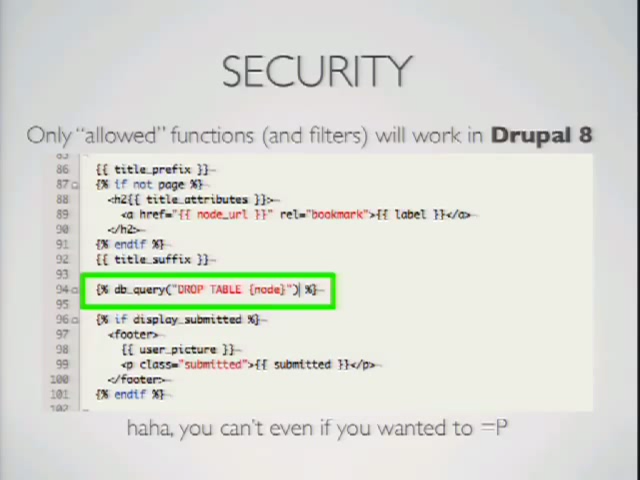 SECURITY
Only "allowed" functions (and filters) will work in Drupal 8
85
86 {{ title_prefix }}
87 {% if not page %}
88 <h2{{ title_attributes }}>
89 <a href="{{ node_url }}" rel="bookmark">{{ label }}</a>
90 </h2>
91 {% endif %}
92 {{ title_suffix }}
93
94 {% db_query("DROP TABLE {node}") %}
95
96 {% if display_submitted %}
97 <footer>
98 {{ user_picture }}
99 <p class="submitted">{{ submitted }}</p>
100 </footer>
101 {% endif %}
102
haha, you can't even if you wanted to =P